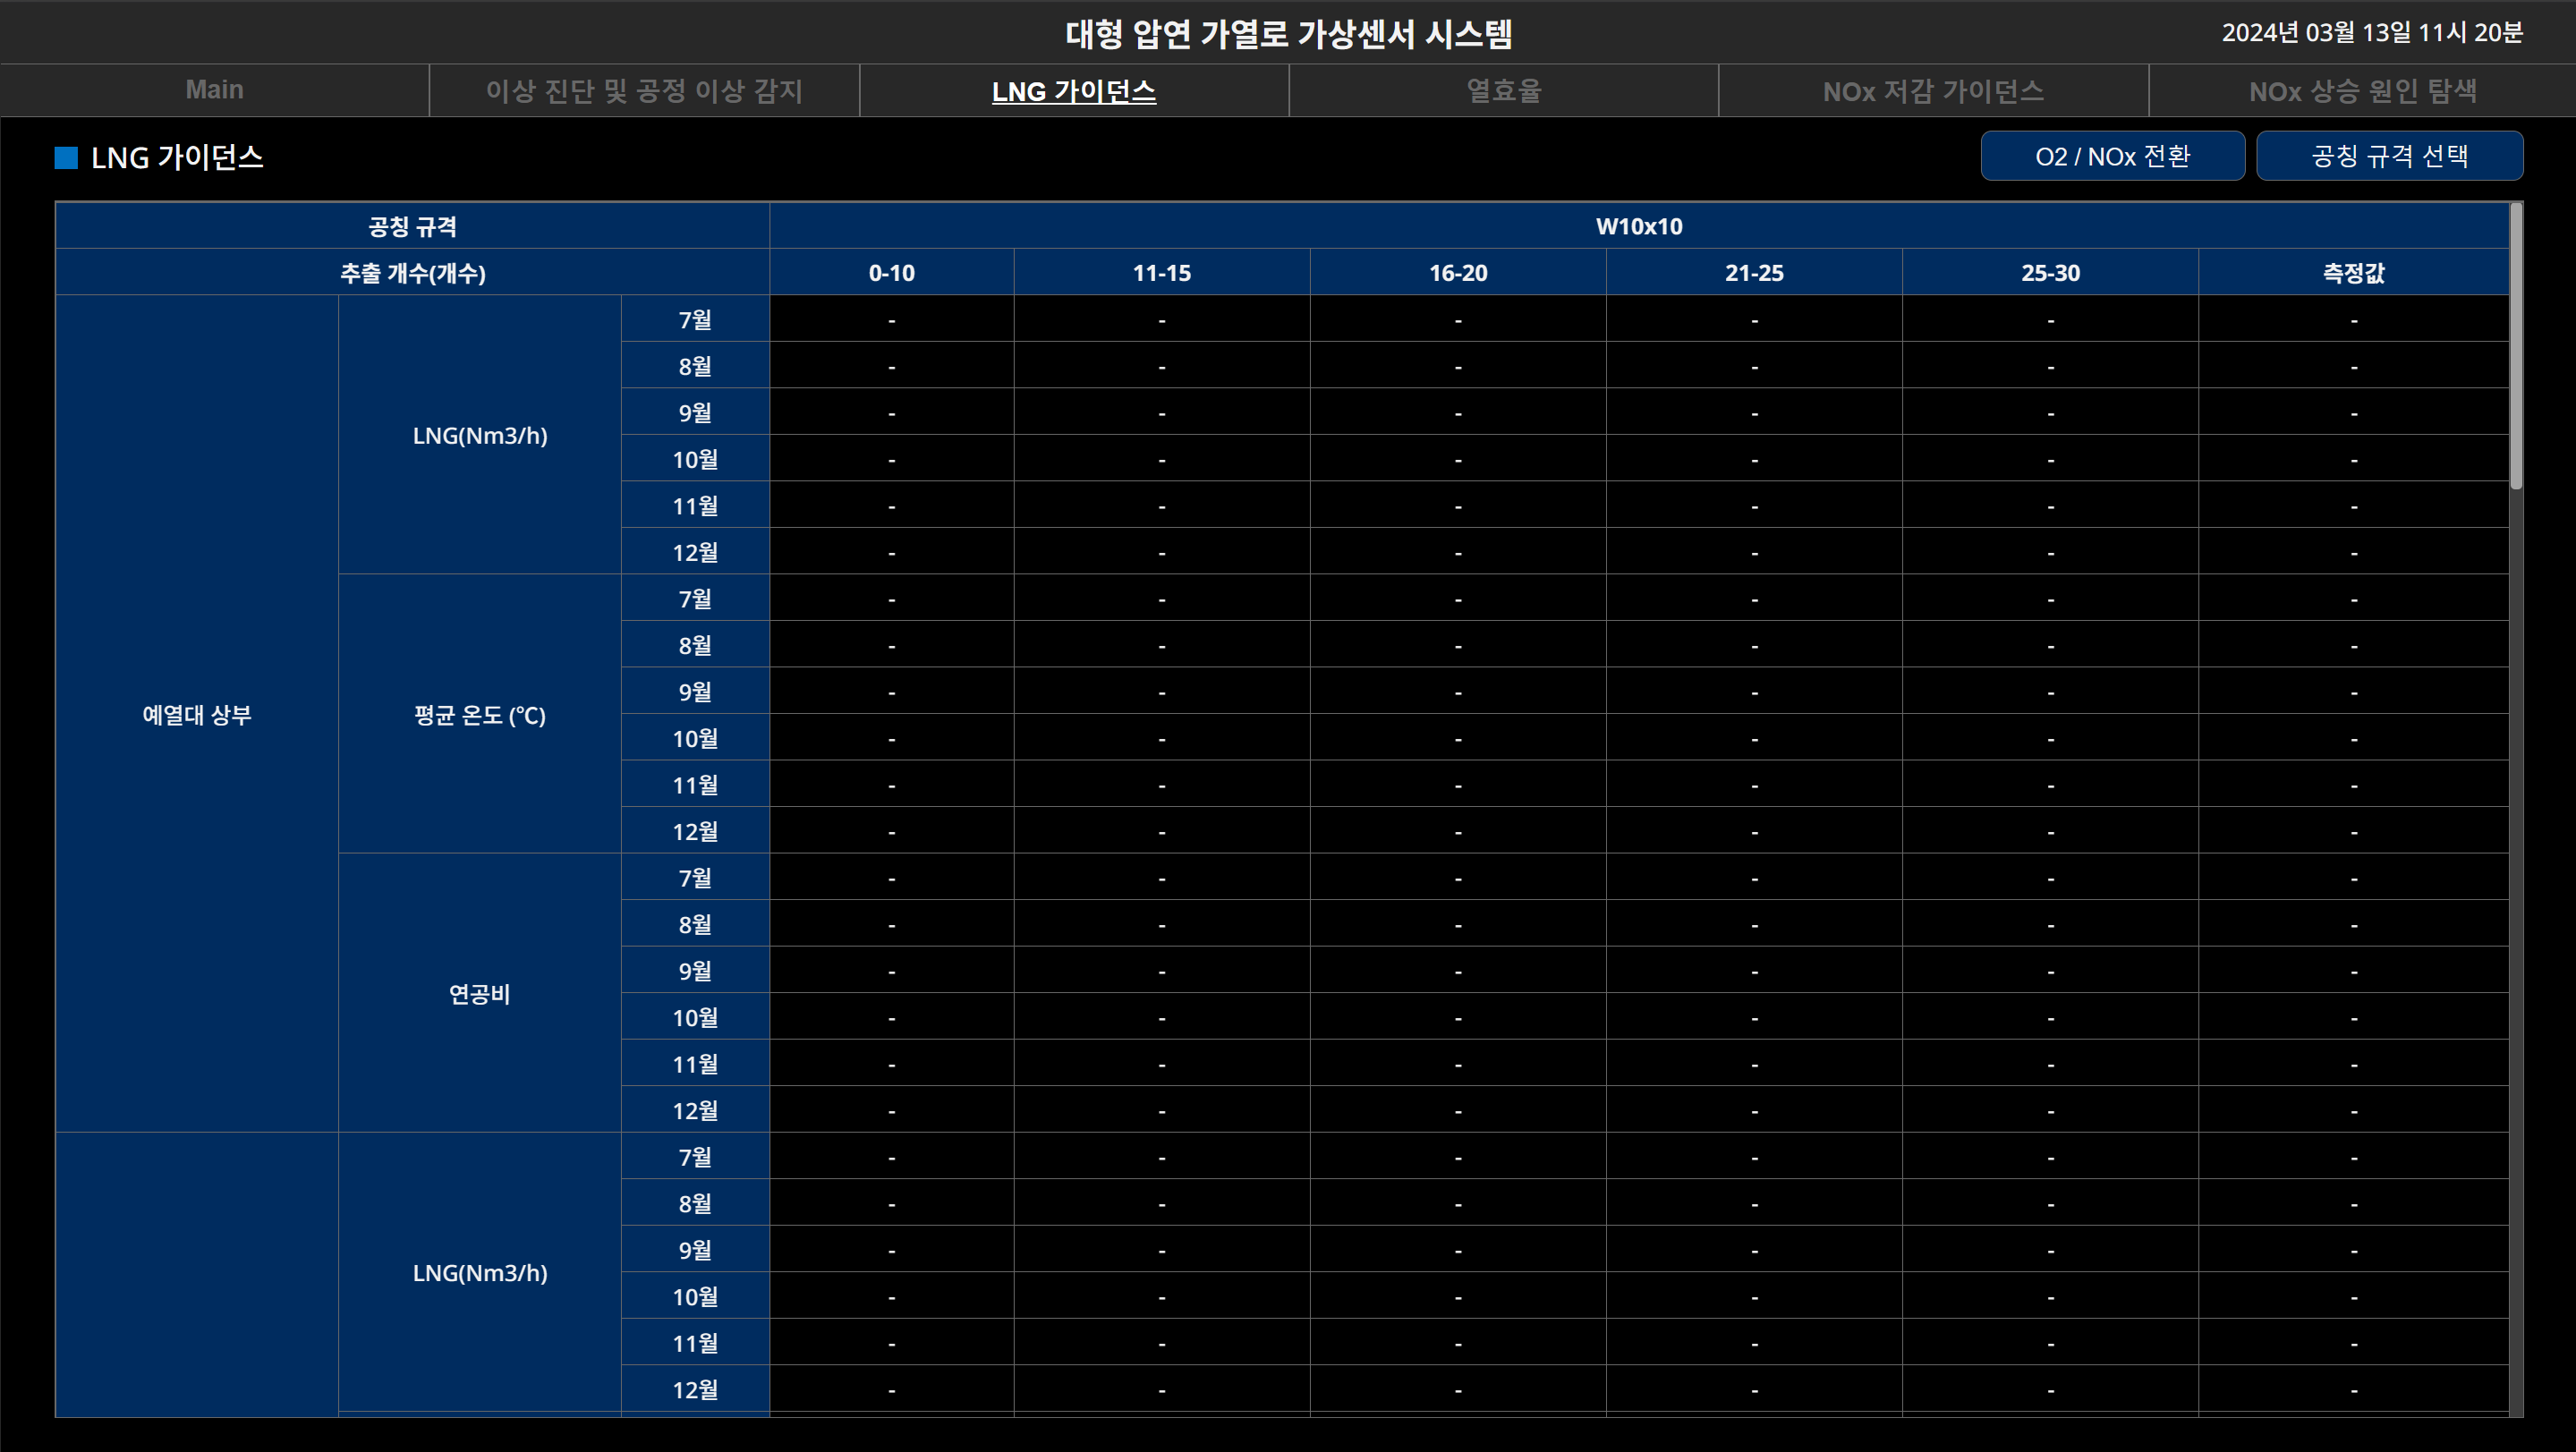 대형 압연 가열로 가상센서 시스템
2024년 03월 13일 11시 20분
Main 이상 진단 및 공정 이상 감지 LNG 가이던스 열효율 NOx 저감 가이던스 NOx 상승 원인 탐색
LNG 가이던스
O2 / NOx 전환 공칭 규격 선택
공칭 규격 W10x10
추출 개수(개수) 0-10 11-15 16-20 21-25 25-30 측정값
예열대 상부
LNG(Nm3/h)
7월 - - - - - -
8월 - - - - - -
9월 - - - - - -
10월 - - - - - -
11월 - - - - - -
12월 - - - - - -
평균 온도 (℃)
7월 - - - - - -
8월 - - - - - -
9월 - - - - - -
10월 - - - - - -
11월 - - - - - -
12월 - - - - - -
연공비
7월 - - - - - -
8월 - - - - - -
9월 - - - - - -
10월 - - - - - -
11월 - - - - - -
12월 - - - - - -
LNG(Nm3/h)
7월 - - - - - -
8월 - - - - - -
9월 - - - - - -
10월 - - - - - -
11월 - - - - - -
12월 - - - - - -